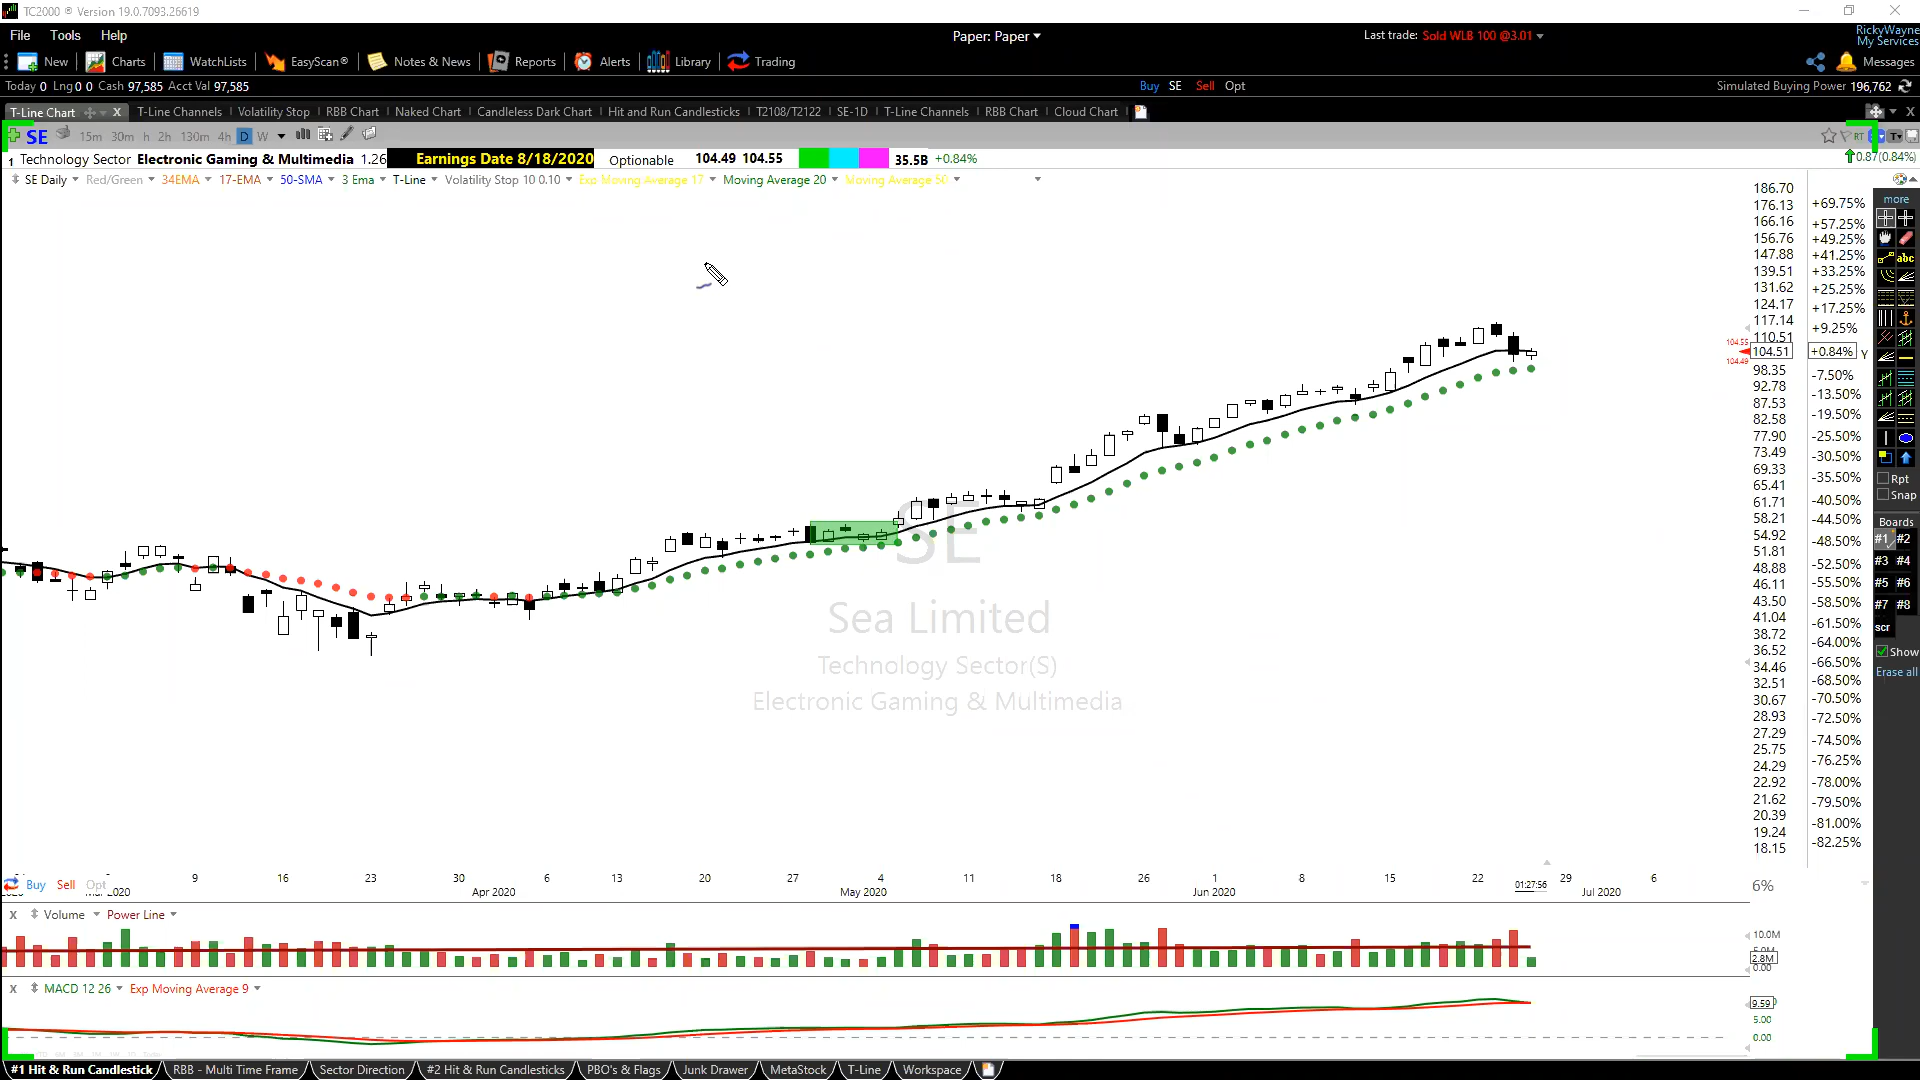 TC2000 ® Version 19.0.7093.26619
File Tools Help
Paper: Paper
Last trade: Sold WLB 100 @3.01
RickyWayne
My Services
New Charts WatchLists EasyScan® Notes & News Reports Alerts Library Trading
Messages
Today 0 Lng 0 0 Cash 97,585 Acct Val 97,585
Buy SE Sell Opt
Simulated Buying Power 196,762
T-Line Chart X T-Line Channels Volatility Stop RBB Chart Naked Chart Candleless Dark Chart Hit and Run Candlesticks T2108/T2122 SE-1D T-Line Channels RBB Chart Cloud Chart
SE 15m 30m h 2h 130m 4h D W
RT
1 Technology Sector Electronic Gaming & Multimedia 1.26 Earnings Date 8/18/2020 Optionable 104.49 104.55 35.5B +0.84%
0.87(0.84%)
SE Daily Red/Green 34EMA 17-EMA 50-SMA 3 Ema T-Line Volatility Stop 10 0.10 Exp Moving Average 17 Moving Average 20 Moving Average 50
more
186.70
176.13 +69.75%
166.16 +57.25%
156.76 +49.25%
147.88 +41.25%
139.51 +33.25%
131.62 +25.25%
124.17 +17.25%
117.14 +9.25%
110.51
104.55
104.51 +0.84% Y
104.49
98.35 -7.50%
92.78 -13.50%
87.53 -19.50%
82.58
77.90 -25.50%
73.49 -30.50%
69.33 -35.50%
65.41
61.71 -40.50%
58.21 -44.50%
54.92 -48.50%
51.81
48.88 -52.50%
46.11 -55.50%
43.50 -58.50%
41.04 -61.50%
38.72 -64.00%
36.52 -66.50%
34.46 -68.50%
32.51 -70.50%
30.67 -72.50%
28.93 -74.50%
27.29
25.75 -76.25%
24.29 -78.00%
22.92 -79.50%
21.62
20.39 -81.00%
19.24 -82.25%
18.15
abc
Rpt
Snap
Boards
#1 #2
#3 #4
#5 #6
#7 #8
scr
Show
Erase all
SE
Sea Limited
Technology Sector(S)
Electronic Gaming & Multimedia
9 16 23 30 6 13 20 27 4 11 18 26 1 8 15 22 01:27:56 29 6
Buy Sell Opt
2020 Apr 2020 May 2020 Jun 2020 Jul 2020
6%
X Volume Power Line
10.0M
2.8M
0.00
X MACD 12 26 Exp Moving Average 9
9.59
5.00
0.00
#1 Hit & Run Candlestick RBB - Multi Time Frame Sector Direction #2 Hit & Run Candlesticks PBO's & Flags Junk Drawer MetaStock T-Line Workspace